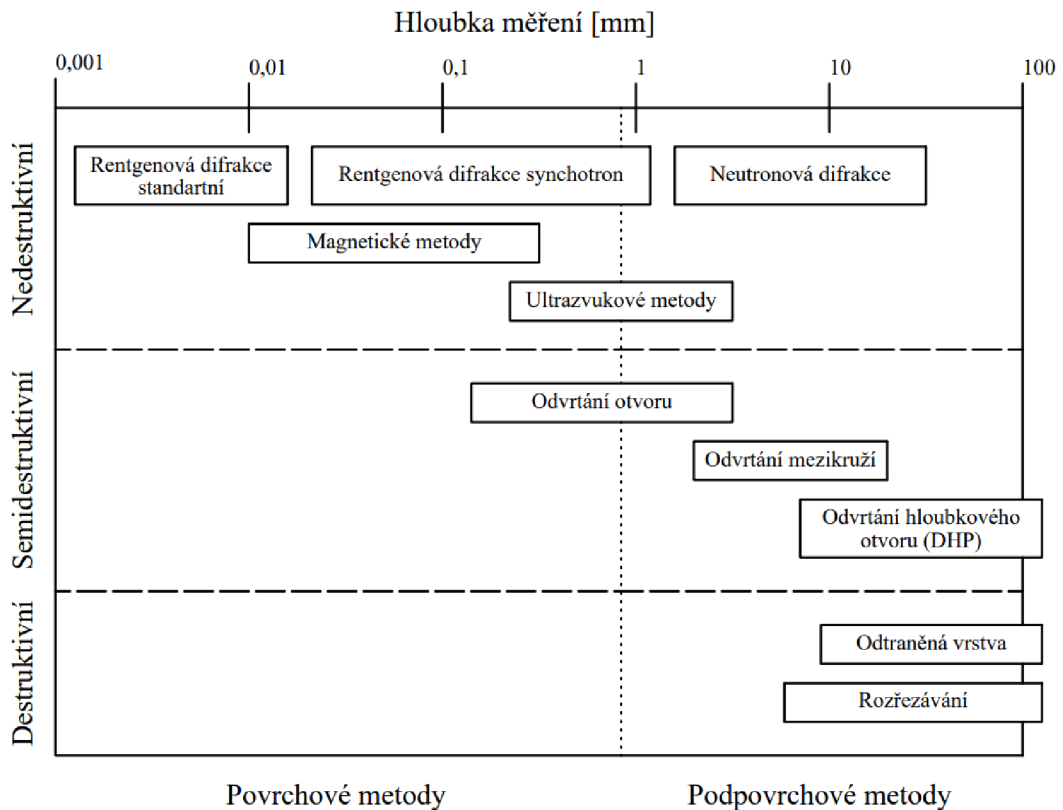 Hloubka měření [mm]
0,001 0,01 0,1 1 10 100
Nedestruktivní
Rentgenová difrakce
standartní
Rentgenová difrakce synchotron
Neutronová difrakce
Magnetické metody
Ultrazvukové metody
Semidestruktivní
Odvrtání otvoru
Odvrtání mezikruží
Odvrtání hloubkového
otvoru (DHP)
Destruktivní
Odtraněná vrstva
Rozřezávání
Povrchové metody
Podpovrchové metody